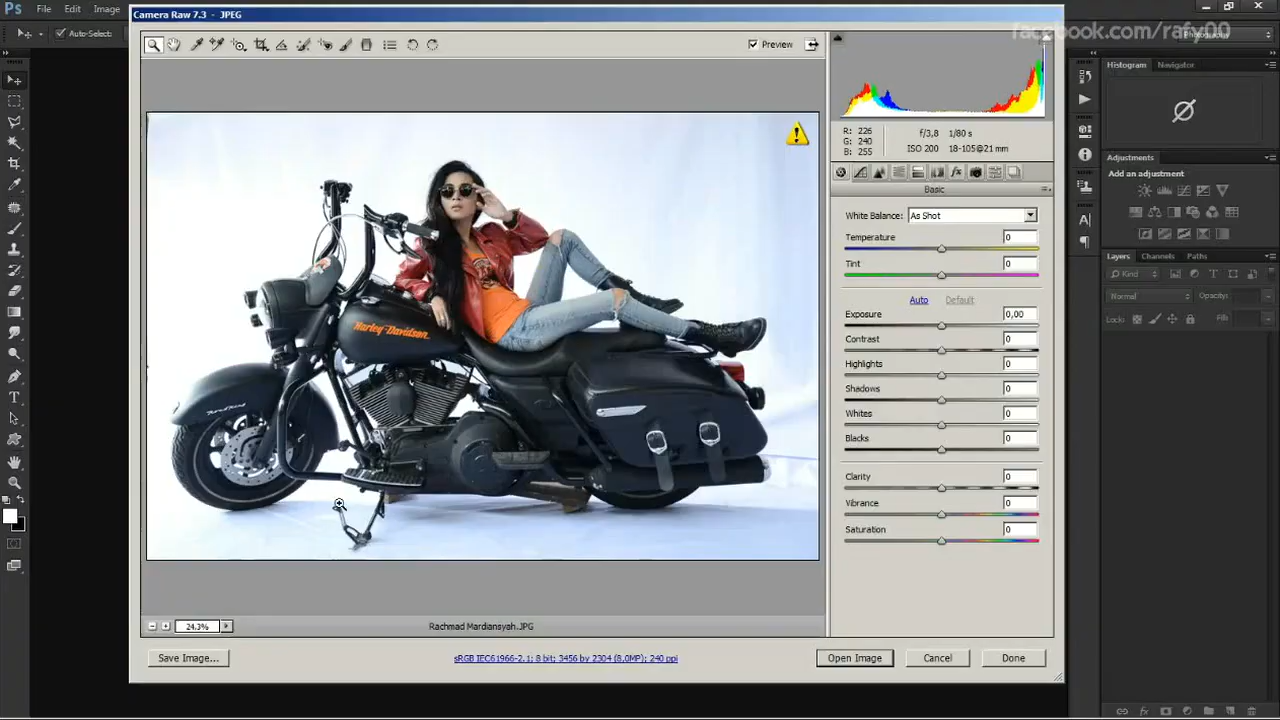 Ps File Edit Image
Camera Raw 7.3 - JPEG
facebook.com/rafy00
Auto-Select:
Preview
Photography
Histogram Navigator
R: 226
G: 240
B: 255
f/3,8 1/80 s
ISO 200 18-105@21 mm
Basic
White Balance: As Shot
Temperature 0
Tint 0
Auto Default
Exposure 0,00
Contrast 0
Highlights 0
Shadows 0
Whites 0
Blacks 0
Clarity 0
Vibrance 0
Saturation 0
Adjustments
Add an adjustment
Layers Channels Paths
Kind
Normal Opacity:
Lock: Fill:
Harley-Davidson
Road King
24.3%
Rachmad Mardiansyah.JPG
Save Image...
sRGB IEC61966-2.1; 8 bit; 3456 by 2304 (8,0MP); 240 ppi
Open Image Cancel Done